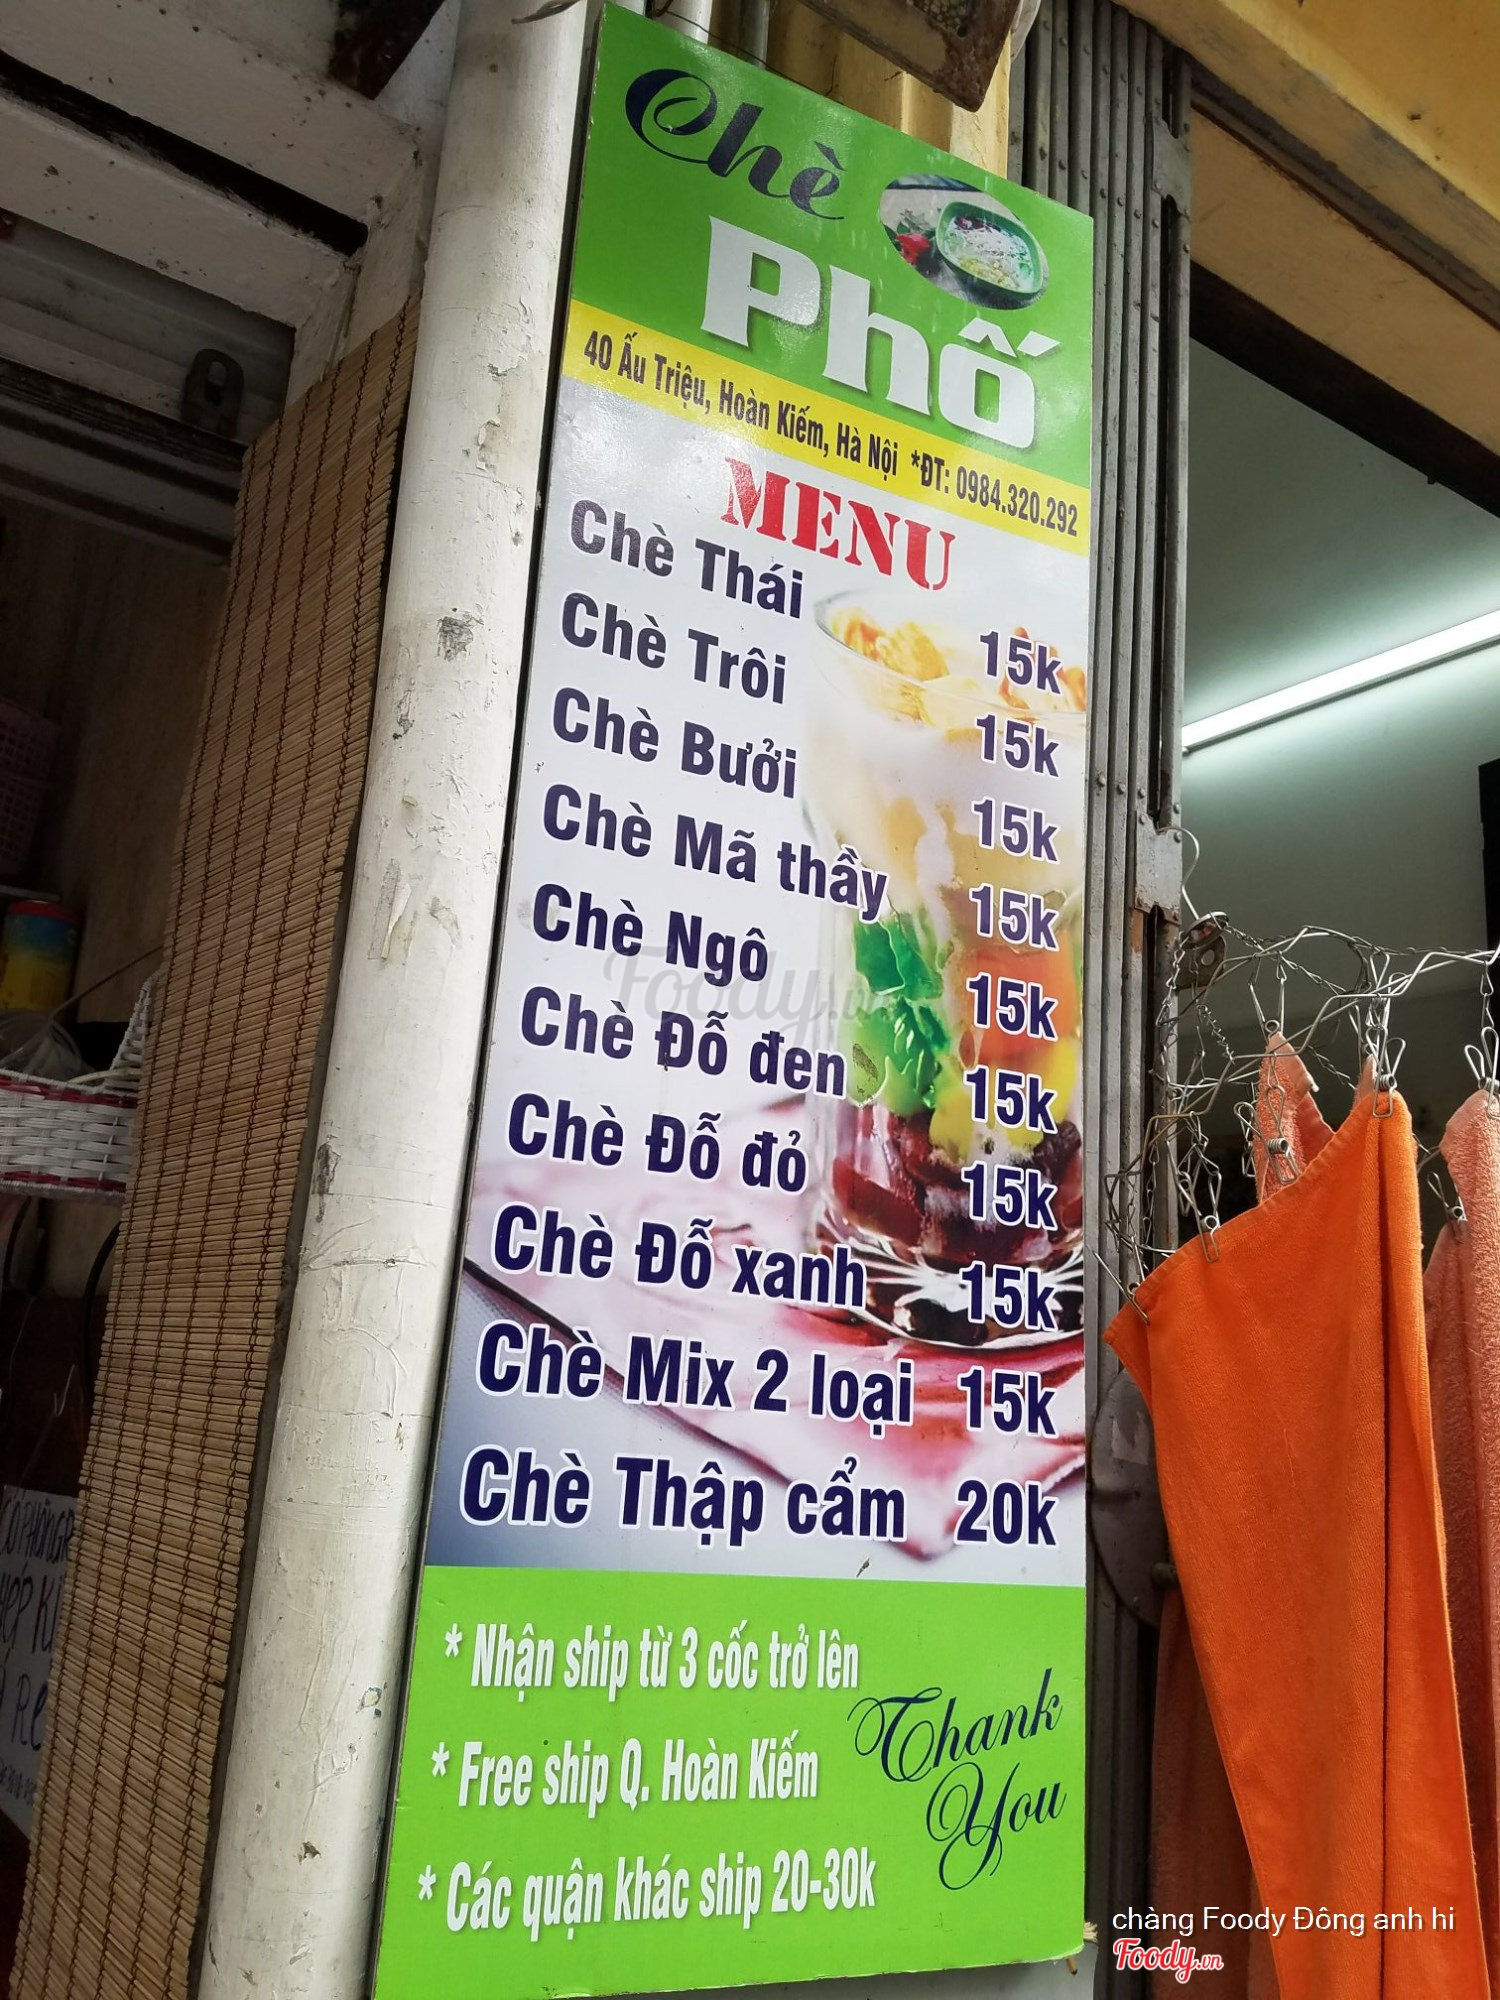 Chè
Phố
40 Ấu Triệu, Hoàn Kiếm, Hà Nội *ĐT: 0984.320.292
MENU
Chè Thái 15k
Chè Trôi 15k
Chè Bưởi 15k
Chè Mã thầy 15k
Chè Ngô 15k
Chè Đỗ đen 15k
Chè Đỗ đỏ 15k
Chè Đỗ xanh 15k
Chè Mix 2 loại 15k
Chè Thập cẩm 20k
* Nhận ship từ 3 cốc trở lên
* Free ship Q. Hoàn Kiếm
* Các quận khác ship 20-30k
Thank
You
Foody.vn
chàng Foody Đông anh hi
Foody.vn